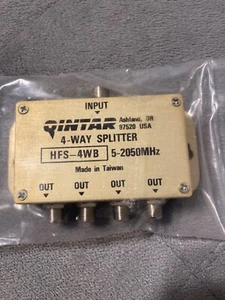 INPUT
QINTAR Ashland, OR
97520 USA
4-WAY SPLITTER
HFS-4WB 5-2050MHz
Made in Taiwan
OUT OUT OUT OUT